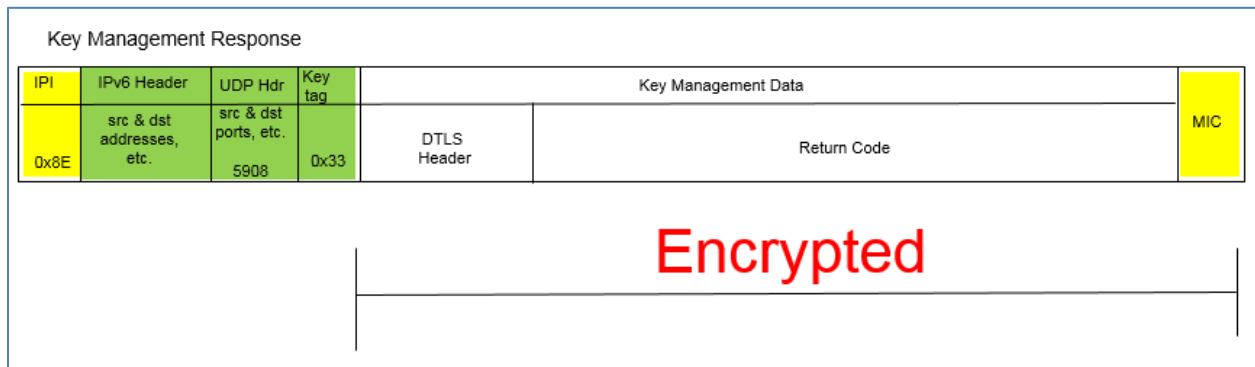 Key Management Response
IPI
IPv6 Header
UDP Hdr
Key
tag
Key Management Data
MIC
0x8E
src & dst
addresses,
etc.
src & dst
ports, etc.
5908
0x33
DTLS
Header
Return Code
Encrypted